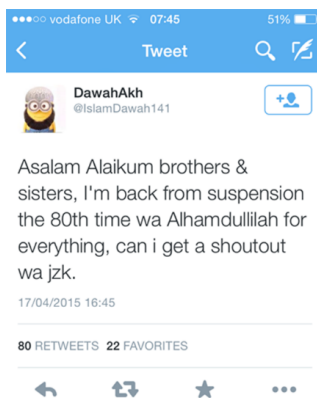 vodafone UK 07:45 51%
Tweet
DawahAkh
@IslamDawah141
Asalam Alaikum brothers &
sisters, I'm back from suspension
the 80th time wa Alhamdullilah for
everything, can i get a shoutout
wa jzk.
17/04/2015 16:45
80 RETWEETS 22 FAVORITES